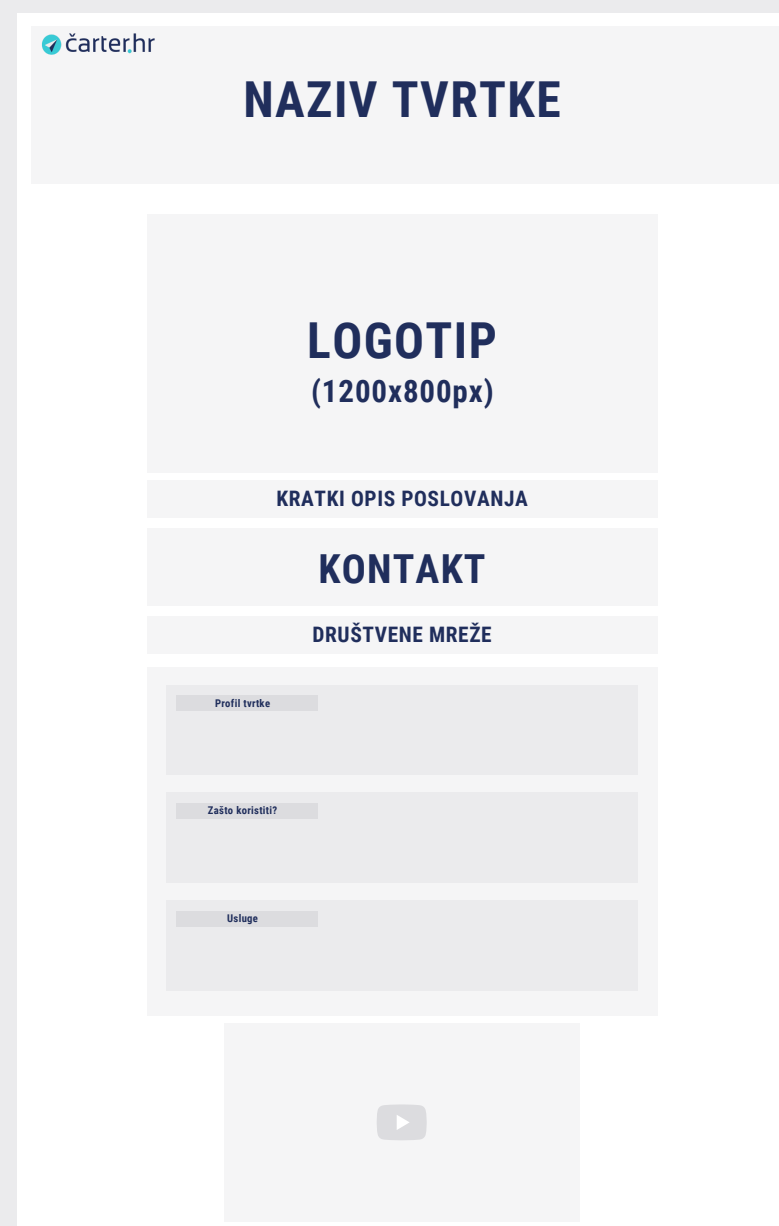 čarter.hr
NAZIV TVRTKE
LOGOTIP
(1200x800px)
KRATKI OPIS POSLOVANJA
KONTAKT
DRUŠTVENE MREŽE
Profil tvrtke
Zašto koristiti?
Usluge